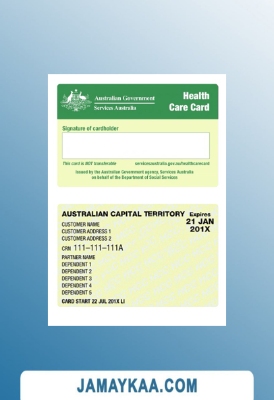 Australian Government
Services Australia
Health
Care Card
Signature of cardholder
This card is NOT transferable
servicesaustralia.gov.au/healthcarecard
Issued by the Australian Government agency, Services Australia
on behalf of the Department of Social Services
AUSTRALIAN CAPITAL TERRITORY Expires
21 JAN
201X
CUSTOMER NAME
CUSTOMER ADDRESS 1
CUSTOMER ADDRESS 2
CRN 111–111–111A
PARTNER NAME
DEPENDENT 1
DEPENDENT 2
DEPENDENT 3
DEPENDENT 4
DEPENDENT 5
CARD START 22 JUL 201X LI
JAMAYKAA.COM